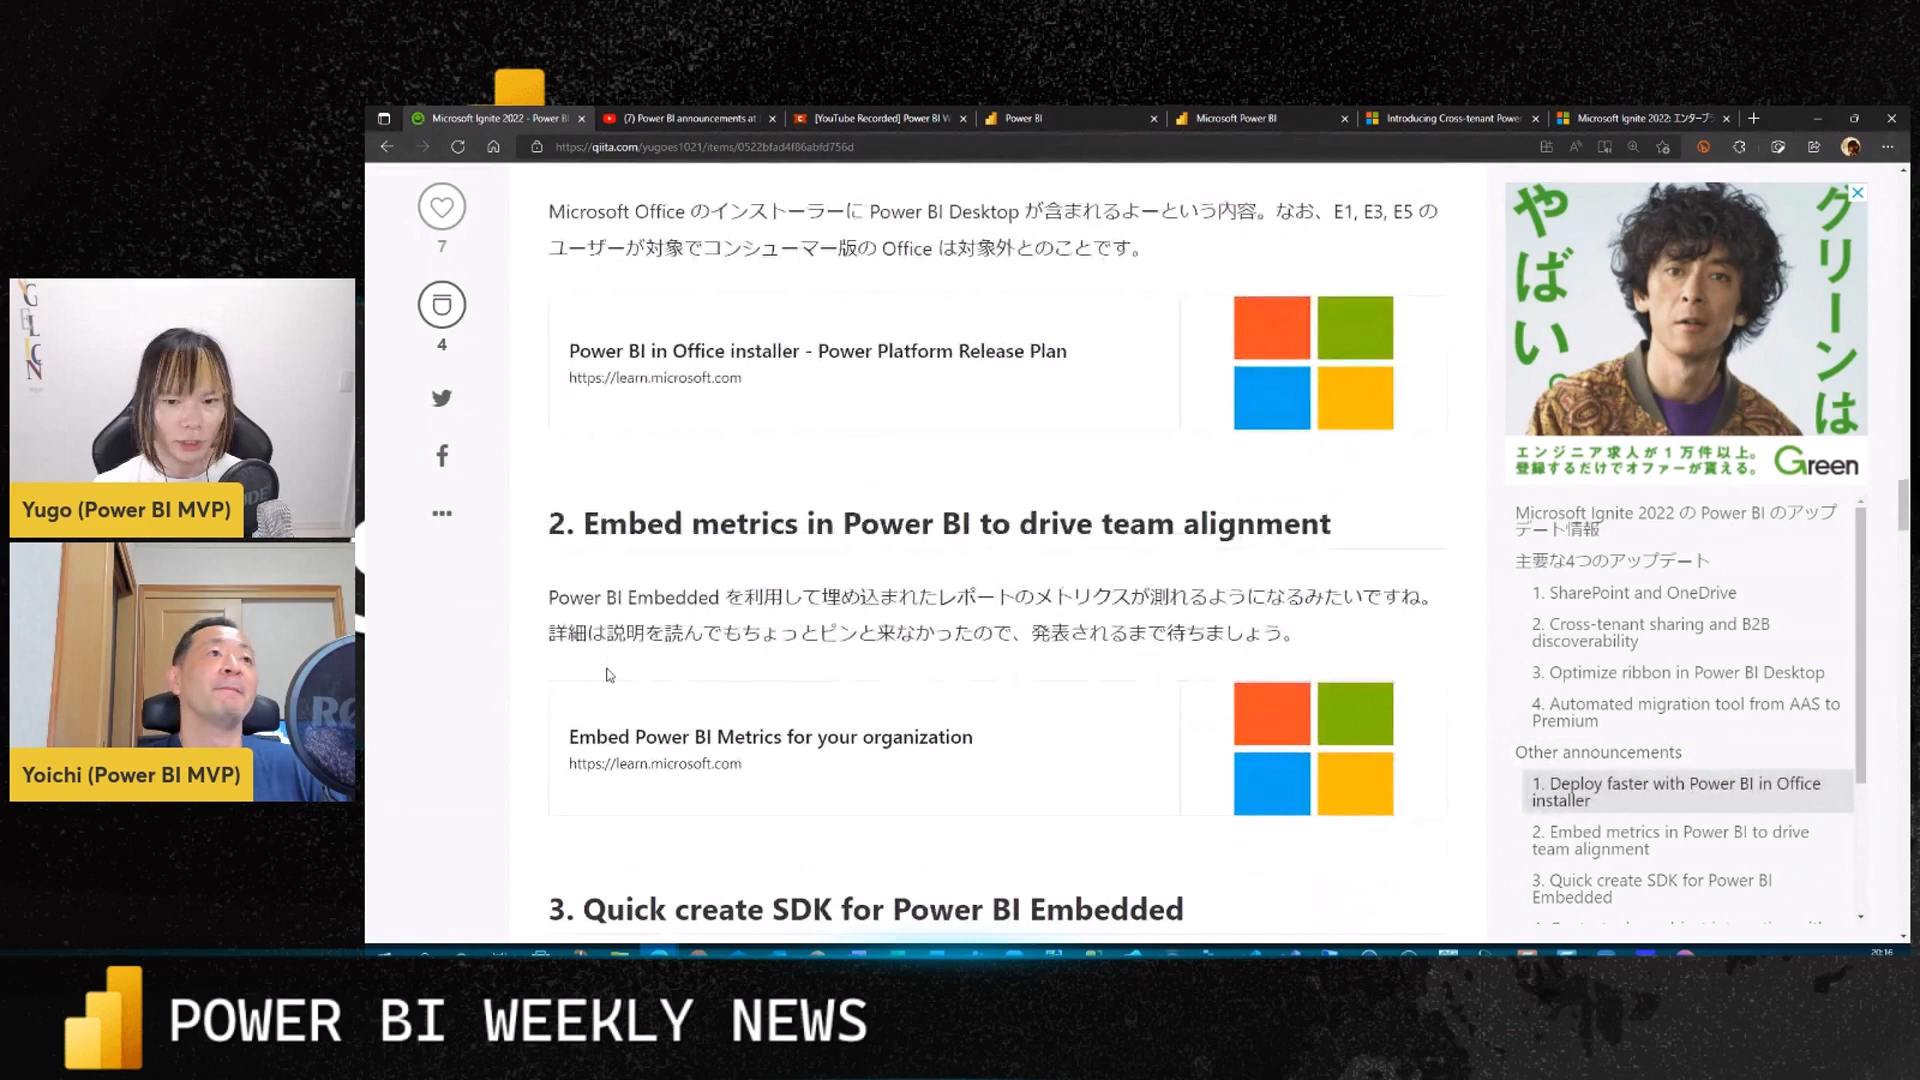 Microsoft Ignite 2022 - Power BI
(7) Power BI announcements at
[YouTube Recorded] Power BI W
Power BI
Microsoft Power BI
Introducing Cross-tenant Power
Microsoft Ignite 2022: エンタープラ
https://qiita.com/yugoes1021/items/0522bfad4f86abfd756d
7
4
Microsoft Office のインストーラーに Power BI Desktop が含まれるよーという内容。なお、E1, E3, E5 の
ユーザーが対象でコンシューマー版の Office は対象外とのことです。
Power BI in Office installer - Power Platform Release Plan
https://learn.microsoft.com
2. Embed metrics in Power BI to drive team alignment
Power BI Embedded を利用して埋め込まれたレポートのメトリクスが測れるようになるみたいですね。
詳細は説明を読んでもちょっとピンと来なかったので、発表されるまで待ちましょう。
Embed Power BI Metrics for your organization
https://learn.microsoft.com
3. Quick create SDK for Power BI Embedded
グリーンは
やばい。
エンジニア求人が1万件以上。
登録するだけでオファーが貰える。
Green
Microsoft Ignite 2022 の Power BI のアップ
デート情報
主要な4つのアップデート
1. SharePoint and OneDrive
2. Cross-tenant sharing and B2B
discoverability
3. Optimize ribbon in Power BI Desktop
4. Automated migration tool from AAS to
Premium
Other announcements
1. Deploy faster with Power BI in Office
installer
2. Embed metrics in Power BI to drive
team alignment
3. Quick create SDK for Power BI
Embedded
20:16
Yugo (Power BI MVP)
RODE
Yoichi (Power BI MVP)
POWER BI WEEKLY NEWS